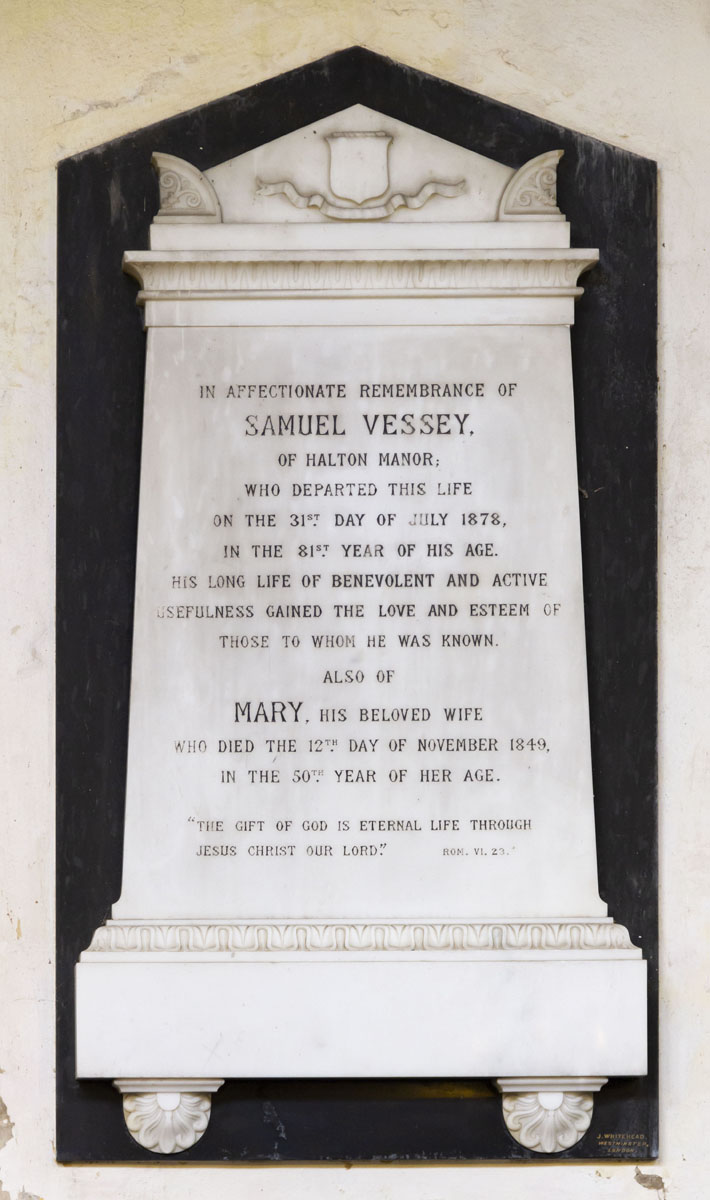 IN AFFECTIONATE REMEMBRANCE OF
SAMUEL VESSEY,
OF HALTON MANOR;
WHO DEPARTED THIS LIFE
ON THE 31ST DAY OF JULY 1878,
IN THE 81ST YEAR OF HIS AGE.
HIS LONG LIFE OF BENEVOLENT AND ACTIVE
USEFULNESS GAINED THE LOVE AND ESTEEM OF
THOSE TO WHOM HE WAS KNOWN.
ALSO OF
MARY, HIS BELOVED WIFE
WHO DIED THE 12TH DAY OF NOVEMBER 1849,
IN THE 50TH YEAR OF HER AGE.
"THE GIFT OF GOD IS ETERNAL LIFE THROUGH
JESUS CHRIST OUR LORD." ROM. VI. 23.
J. WHITEHEAD,
WESTMINSTER,
LONDON